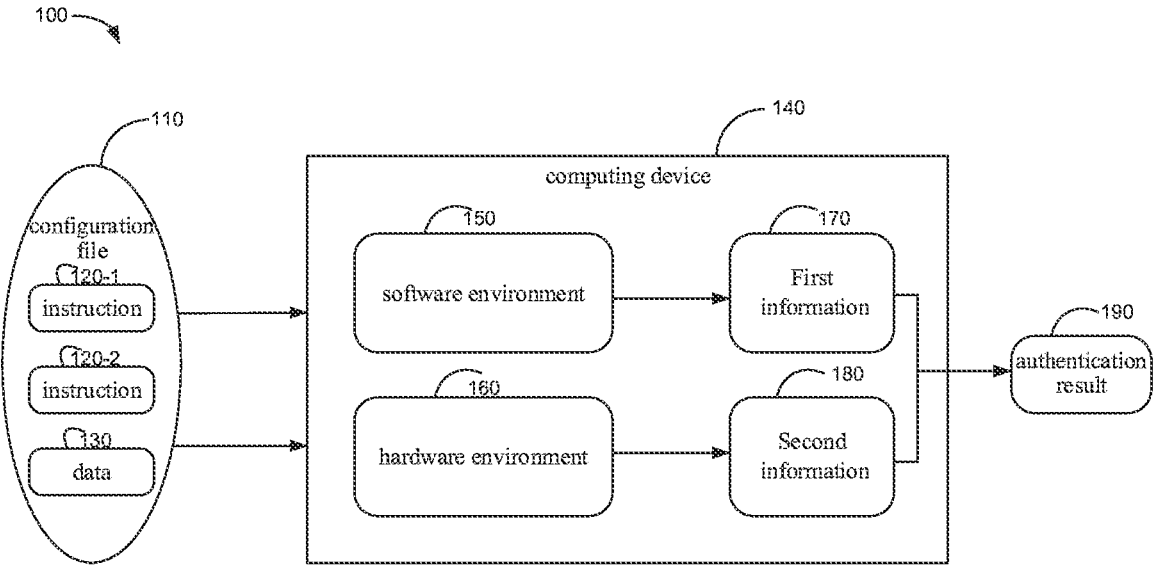 100
110
140
computing device
configuration
file
120-1
instruction
120-2
instruction
130
data
150
software environment
170
First
information
160
hardware environment
180
Second
information
190
authentication
result